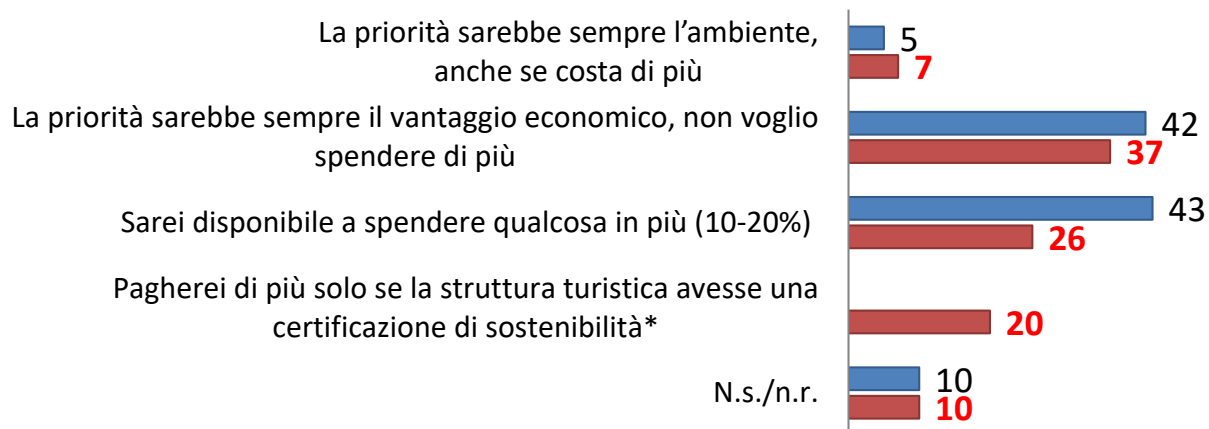 La priorità sarebbe sempre l’ambiente,
anche se costa di più
5
7
La priorità sarebbe sempre il vantaggio economico, non voglio
spendere di più
42
37
Sarei disponibile a spendere qualcosa in più (10-20%)
43
26
Pagherei di più solo se la struttura turistica avesse una
certificazione di sostenibilità*
20
N.s./n.r.
10
10